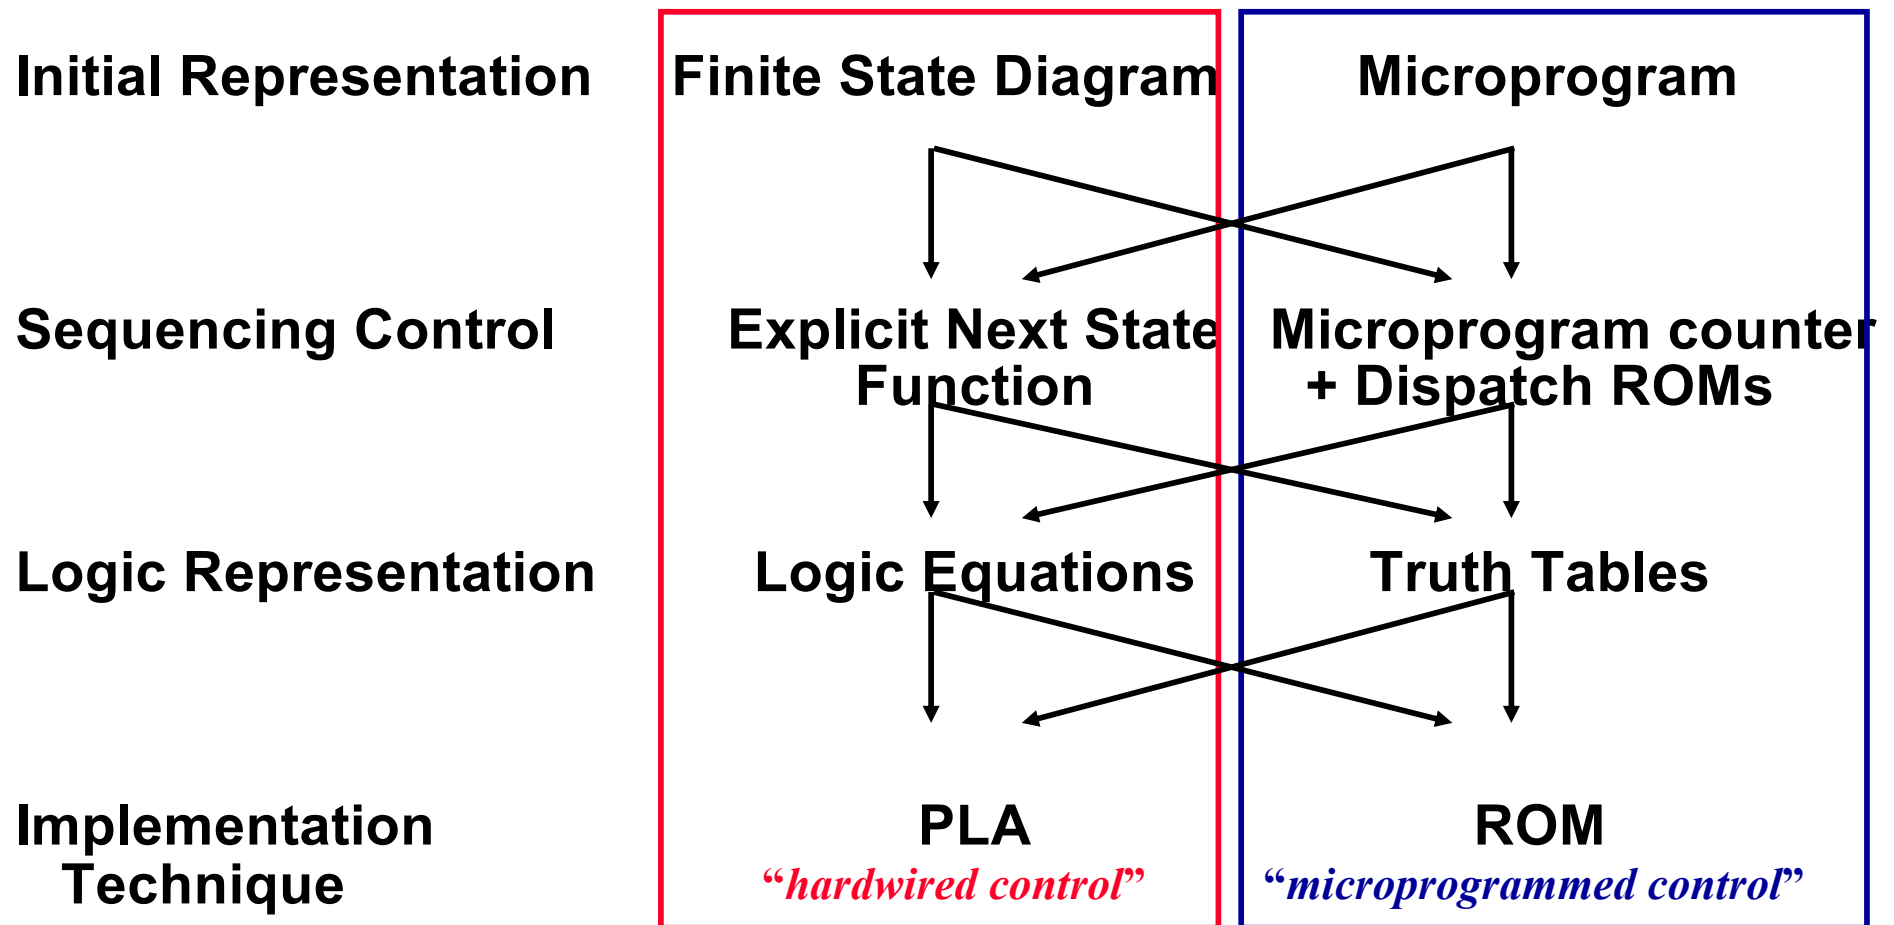 Initial Representation Finite State Diagram Microprogram
Sequencing Control Explicit Next State Microprogram counter
Function + Dispatch ROMs
Logic Representation Logic Equations Truth Tables
Implementation PLA ROM
Technique “hardwired control” “microprogrammed control”